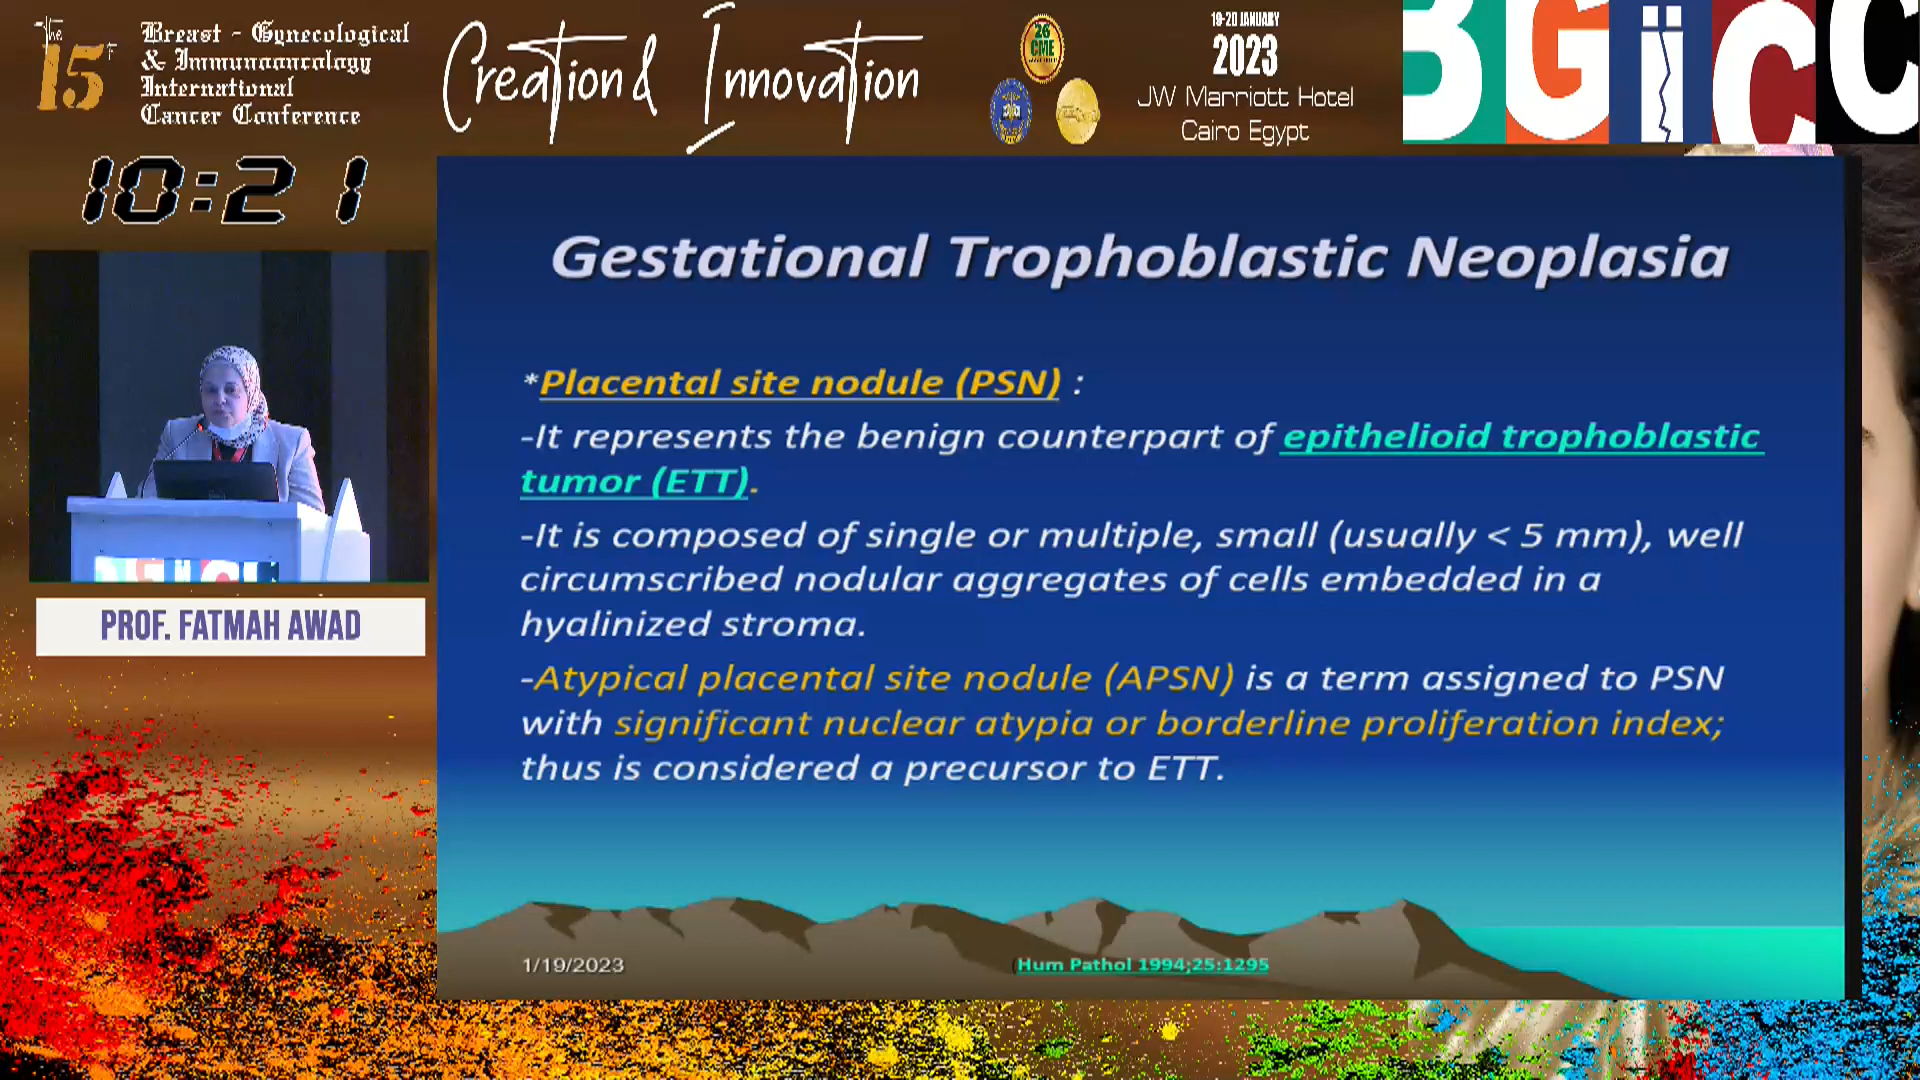 The 15th
Breast - Gynecological
& Immunooncology
International
Cancer Conference
Creation & Innovation
26
CME
19-20 JANUARY
2023
JW Marriott Hotel
Cairo Egypt
BGiCC
10:21
PROF. FATMAH AWAD
Gestational Trophoblastic Neoplasia
*Placental site nodule (PSN) :
-It represents the benign counterpart of epithelioid trophoblastic
tumor (ETT).
-It is composed of single or multiple, small (usually < 5 mm), well
circumscribed nodular aggregates of cells embedded in a
hyalinized stroma.
-Atypical placental site nodule (APSN) is a term assigned to PSN
with significant nuclear atypia or borderline proliferation index;
thus is considered a precursor to ETT.
1/19/2023
(Hum Pathol 1994;25:1295